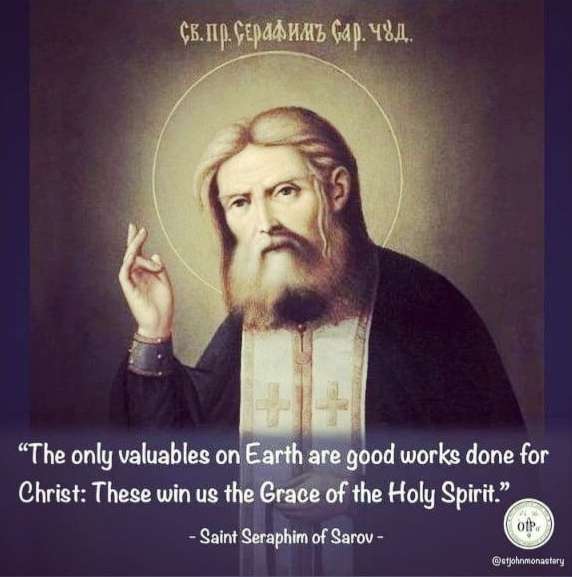 СВ. ПР. СЕРАФИМЪ САР. ЧꙊД.
“The only valuables on Earth are good works done for
Christ: These win us the Grace of the Holy Spirit.”
- Saint Seraphim of Sarov -
@stjohnmonastery